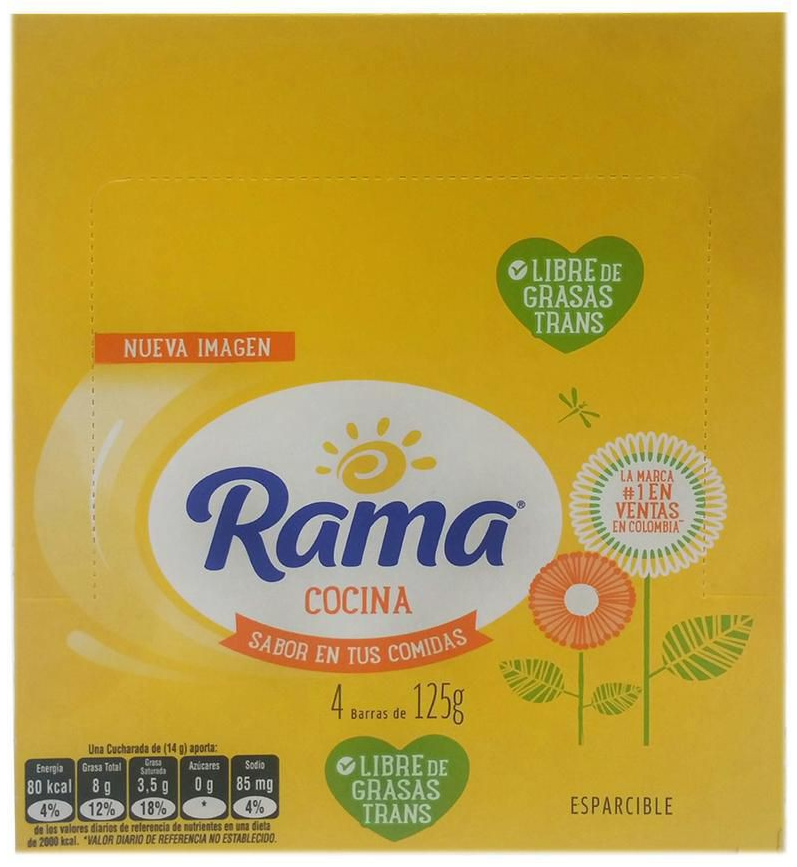 LIBRE DE
GRASAS
TRANS
NUEVA IMAGEN
LA MARCA
#1 EN
VENTAS
EN COLOMBIA
Rama®
COCINA
SABOR EN TUS COMIDAS
4 Barras de 125g
Una Cucharada de (14 g) aporta:
Energía Grasa Total Grasa Saturada Azúcares Sodio
80 kcal 8 g 3,5 g 0 g 85 mg
4% 12% 18% * 4%
de los valores diarios de referencia de nutrientes en una dieta
de 2000 kcal. *VALOR DIARIO DE REFERENCIA NO ESTABLECIDO.
LIBRE DE
GRASAS
TRANS
ESPARCIBLE